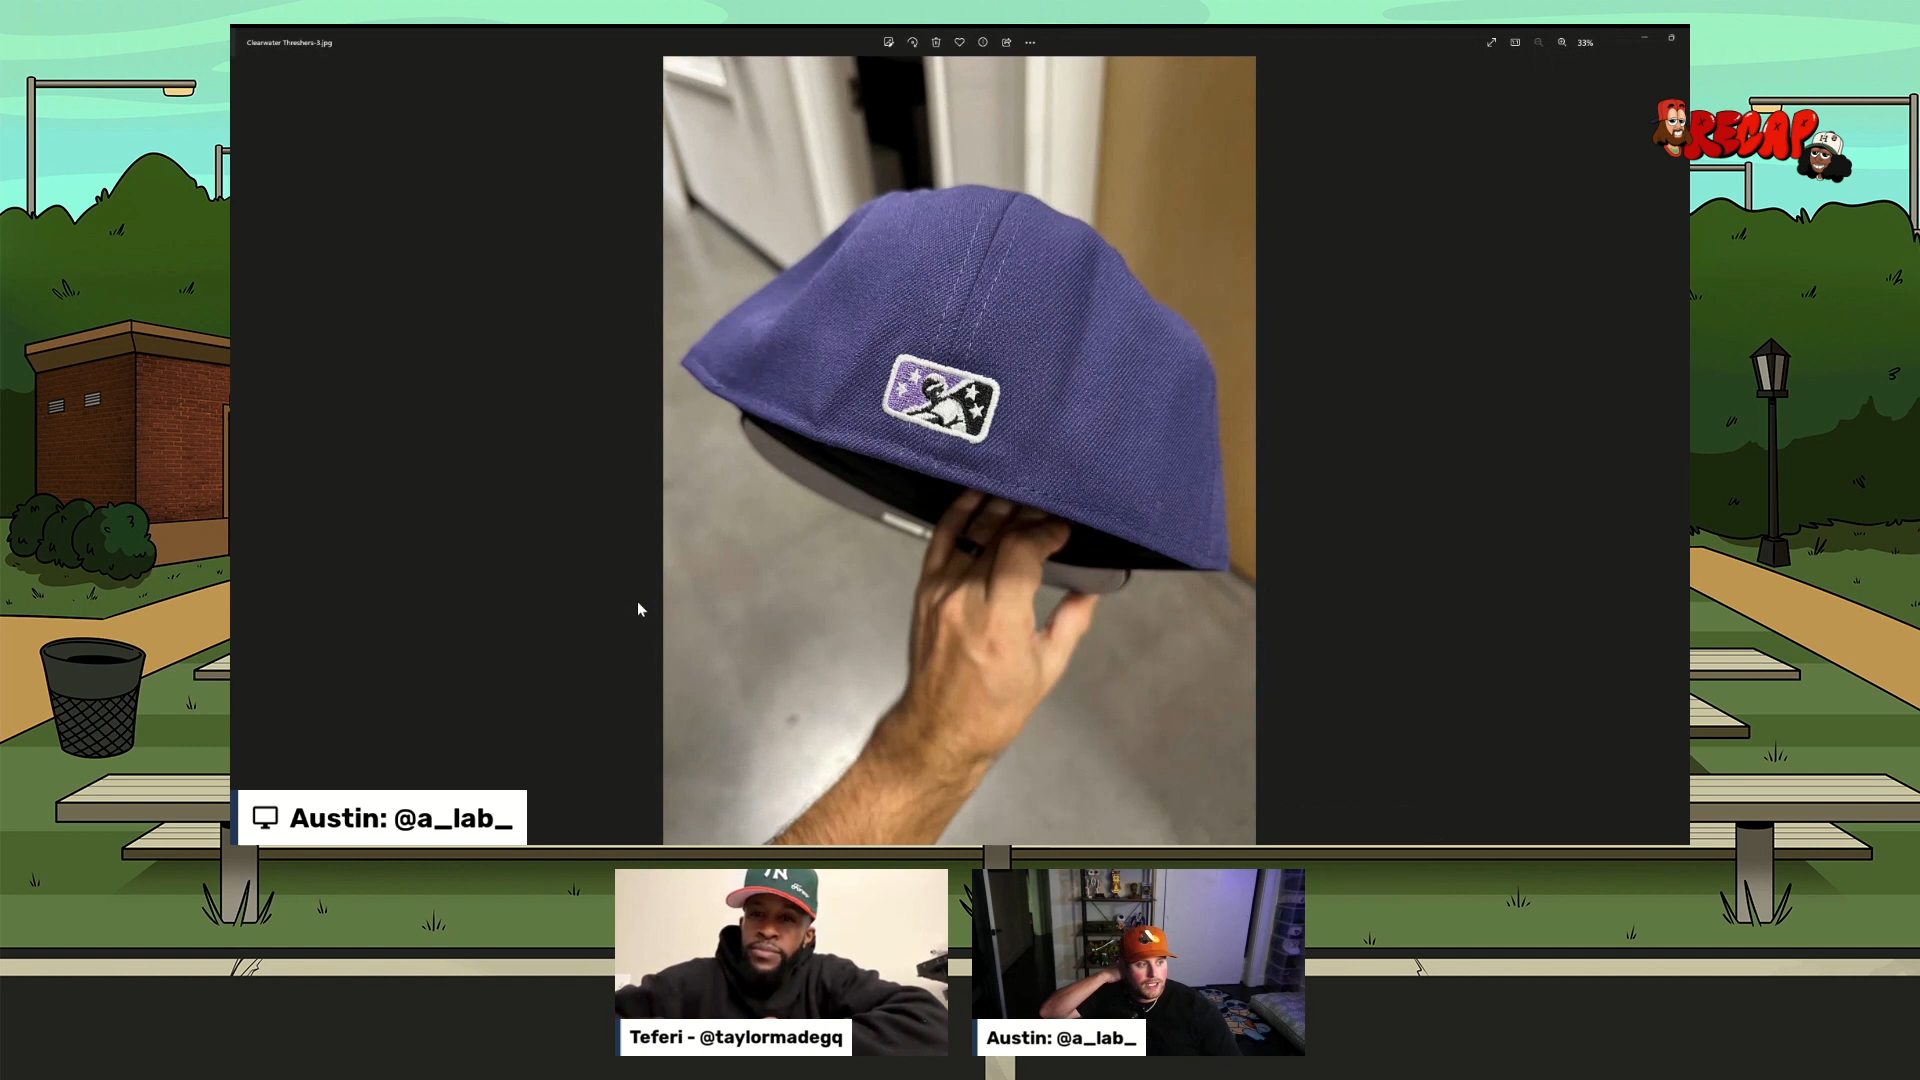 Clearwater Threshers-3.jpg
33%
RECAP
Austin: @a_lab_
Teferi - @taylormadegq
Austin: @a_lab_